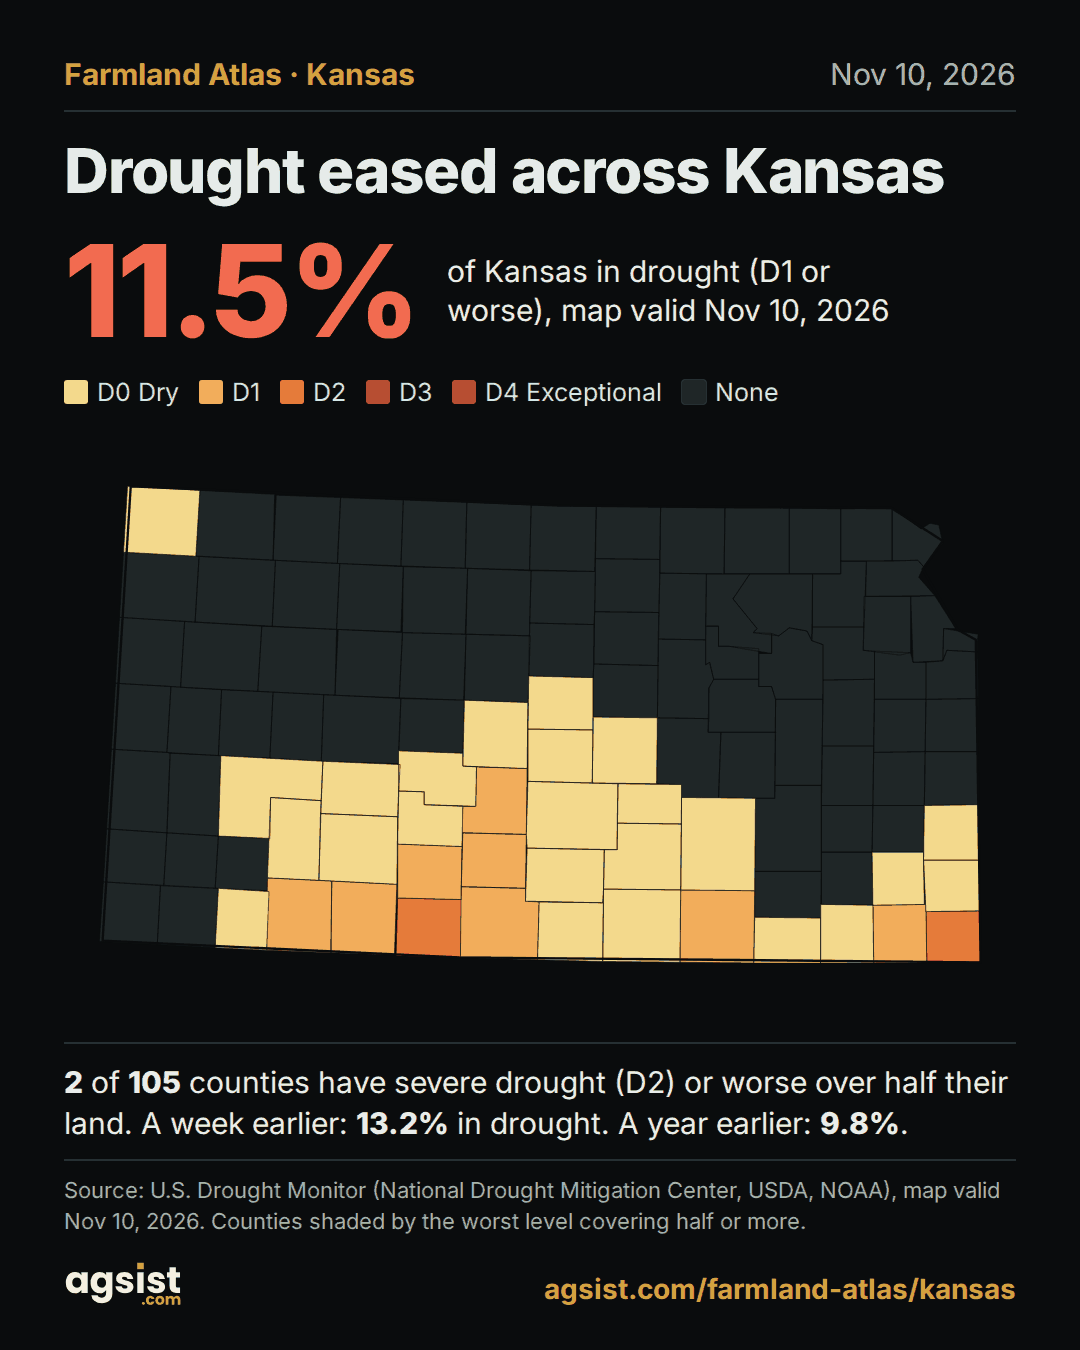 Farmland Atlas · Kansas
Nov 10, 2026
Drought eased across Kansas
11.5%
of Kansas in drought (D1 or
worse), map valid Nov 10, 2026
D0 Dry D1 D2 D3 D4 Exceptional None
2 of 105 counties have severe drought (D2) or worse over half their
land. A week earlier: 13.2% in drought. A year earlier: 9.8%.
Source: U.S. Drought Monitor (National Drought Mitigation Center, USDA, NOAA), map valid
Nov 10, 2026. Counties shaded by the worst level covering half or more.
agsist
.com
agsist.com/farmland-atlas/kansas